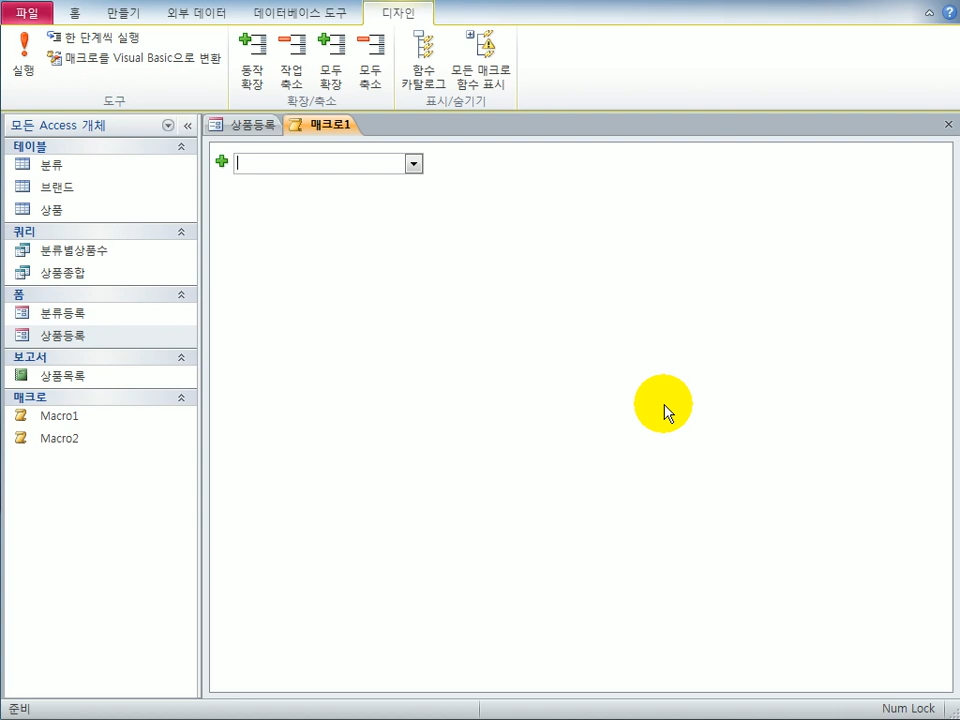 파일 홈 만들기 외부 데이터 데이터베이스 도구 디자인
실행
한 단계씩 실행
매크로를 Visual Basic으로 변환
도구
동작 확장
작업 축소
모두 확장
모두 축소
확장/축소
함수 카탈로그
모든 매크로 함수 표시
표시/숨기기
모든 Access 개체
상품등록 매크로1
테이블
분류
브랜드
상품
쿼리
분류별상품수
상품종합
폼
분류등록
상품등록
보고서
상품목록
매크로
Macro1
Macro2
준비
Num Lock